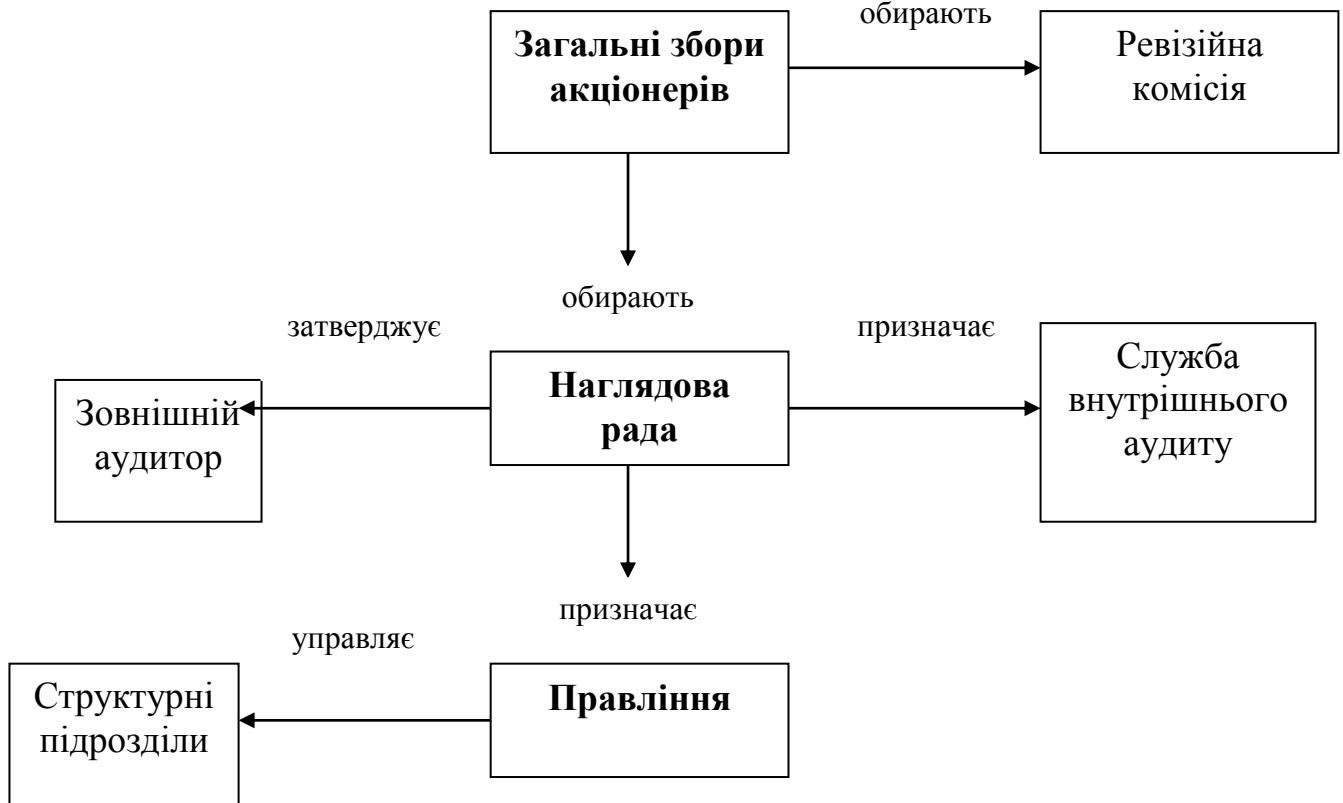 обирають
Загальні збори
акціонерів
Ревізійна
комісія
обирають
затверджує
призначає
Зовнішній
аудитор
Наглядова
рада
Служба
внутрішнього
аудиту
призначає
управляє
Структурні
підрозділи
Правління